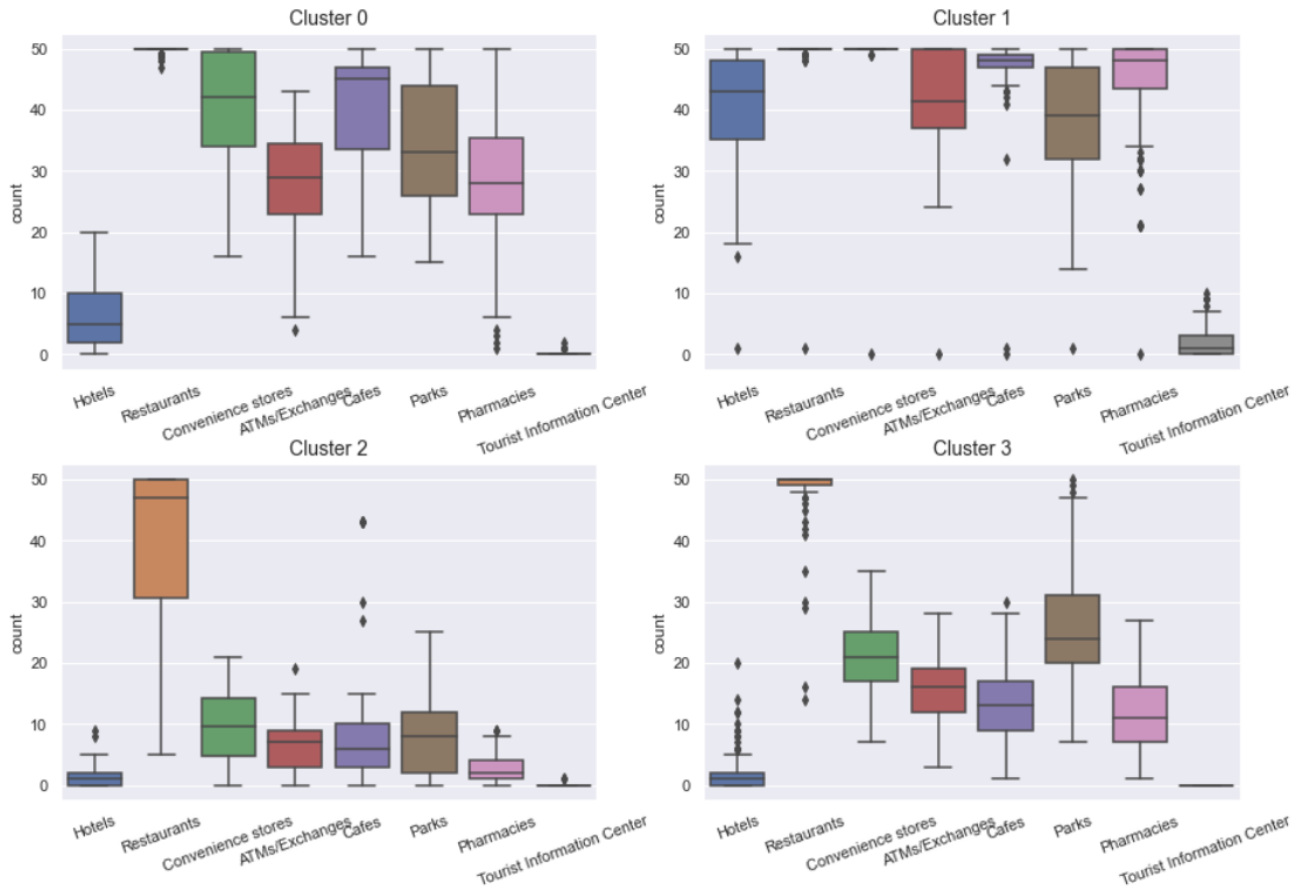 Cluster 0
count
50
40
30
20
10
0
Hotels
Restaurants
Convenience stores
ATMs/Exchanges
Cafes
Parks
Pharmacies
Tourist Information Center
Cluster 1
count
50
40
30
20
10
0
Hotels
Restaurants
Convenience stores
ATMs/Exchanges
Cafes
Parks
Pharmacies
Tourist Information Center
Cluster 2
count
50
40
30
20
10
0
Hotels
Restaurants
Convenience stores
ATMs/Exchanges
Cafes
Parks
Pharmacies
Tourist Information Center
Cluster 3
count
50
40
30
20
10
0
Hotels
Restaurants
Convenience stores
ATMs/Exchanges
Cafes
Parks
Pharmacies
Tourist Information Center